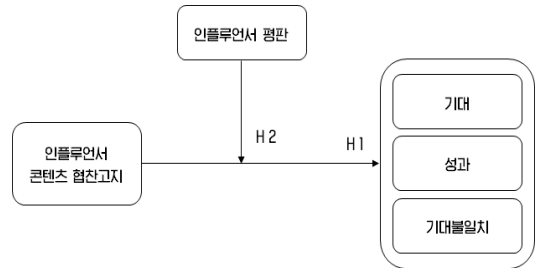 인플루언서 평판
H2
H1
인플루언서
콘텐츠 협찬고지
기대
성과
기대불일치